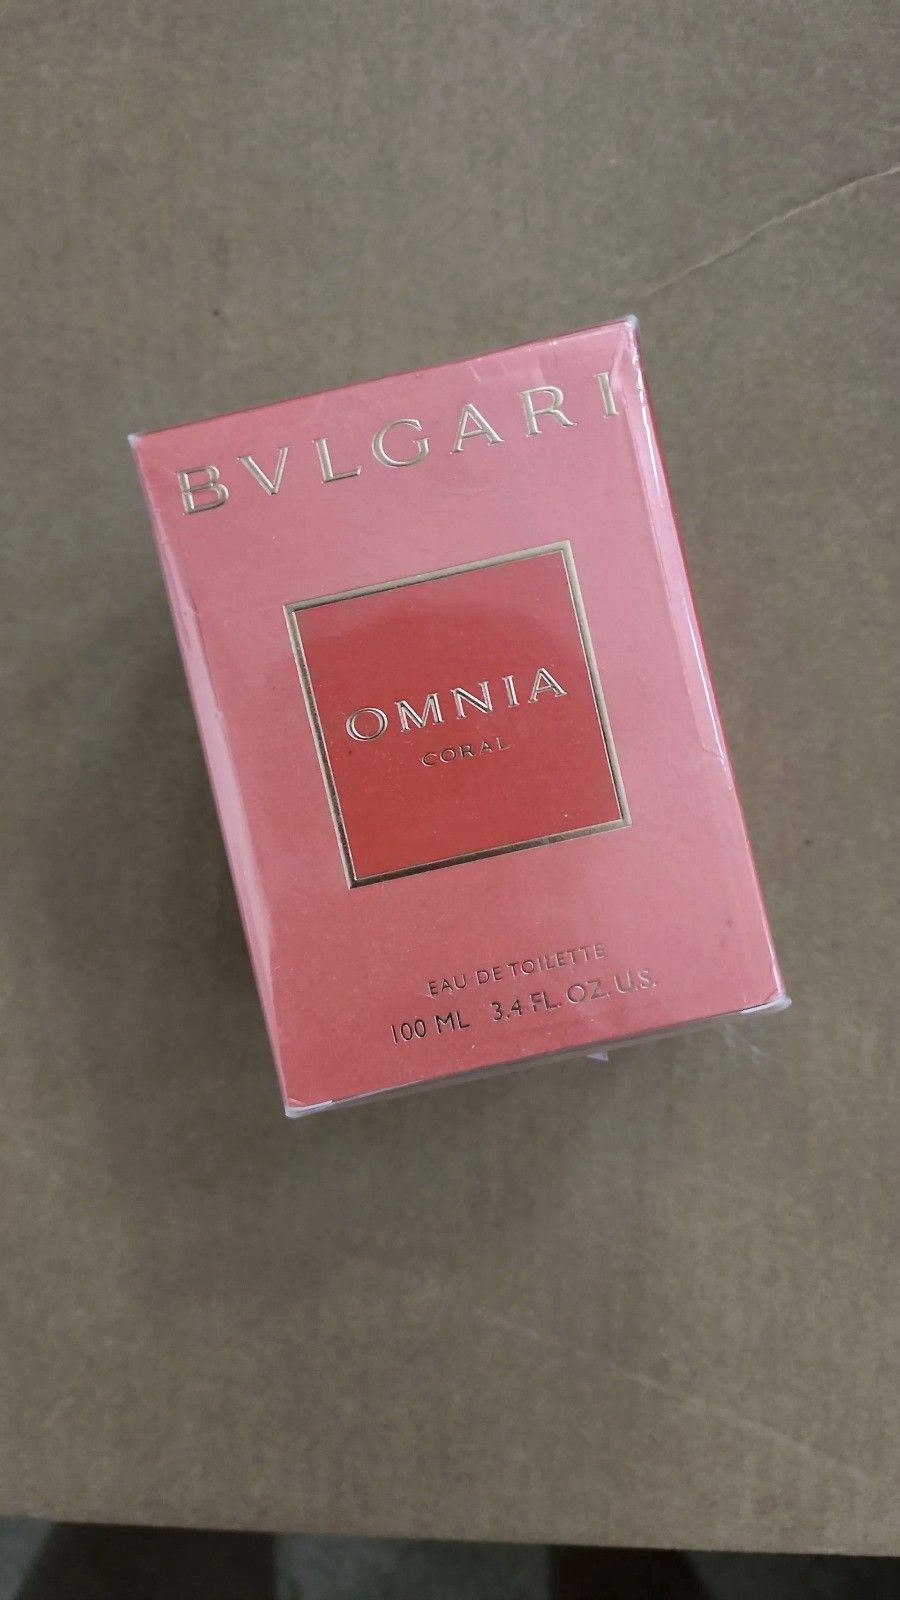 BVLGARI
OMNIA
CORAL
EAU DE TOILETTE
100 ML 3.4 FL. OZ. U.S.